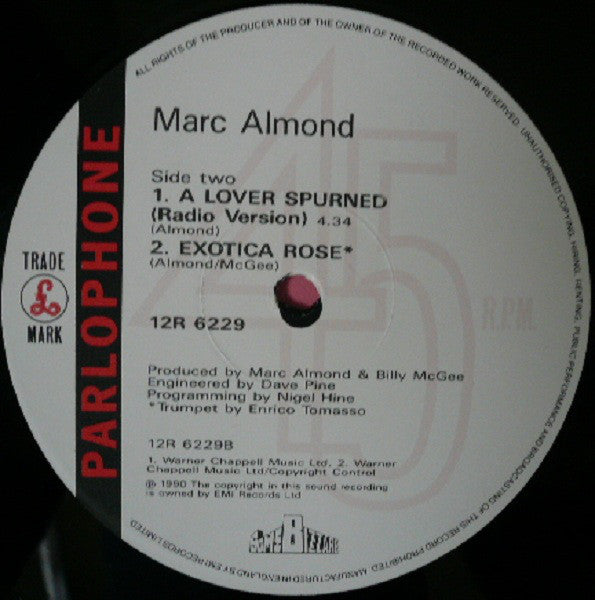 ALL RIGHTS OF THE PRODUCER AND OF THE OWNER OF THE RECORDED WORK RESERVED. UNAUTHORISED COPYING, HIRING, RENTING, PUBLIC PERFORMANCE AND BROADCASTING OF THIS RECORD PROHIBITED. MANUFACTURED IN ENGLAND BY EMI RECORDS LIMITED
PARLOPHONE
TRADE
£
MARK
45
R.P.M
Marc Almond
Side two
1. A LOVER SPURNED
(Radio Version) 4.34
(Almond)
2. EXOTICA ROSE*
(Almond/McGee)
12R 6229
Produced by Marc Almond & Billy McGee
Engineered by Dave Pine
Programming by Nigel Hine
*Trumpet by Enrico Tomasso
12R 6229B
1. Warner Chappell Music Ltd. 2. Warner
Chappell Music Ltd/Copyright Control
℗ 1990 The copyright in this sound recording
is owned by EMI Records Ltd
SOME BIZZARE